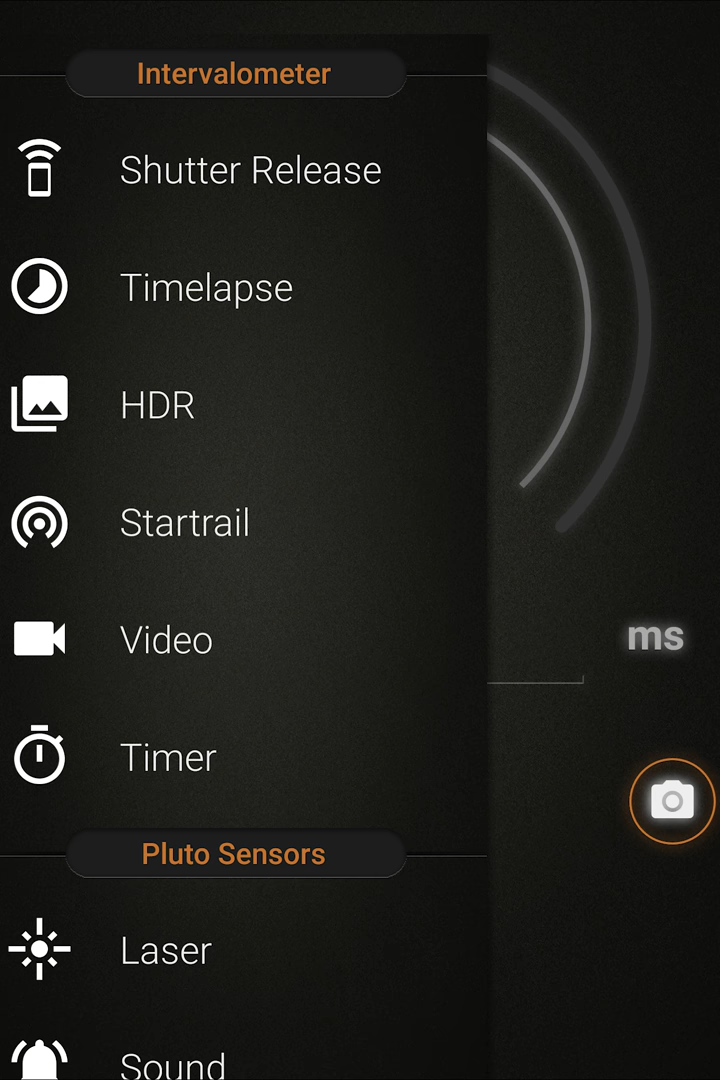 Intervalometer
Shutter Release
Timelapse
HDR
Startrail
Video
ms
Timer
Pluto Sensors
Laser
Sound